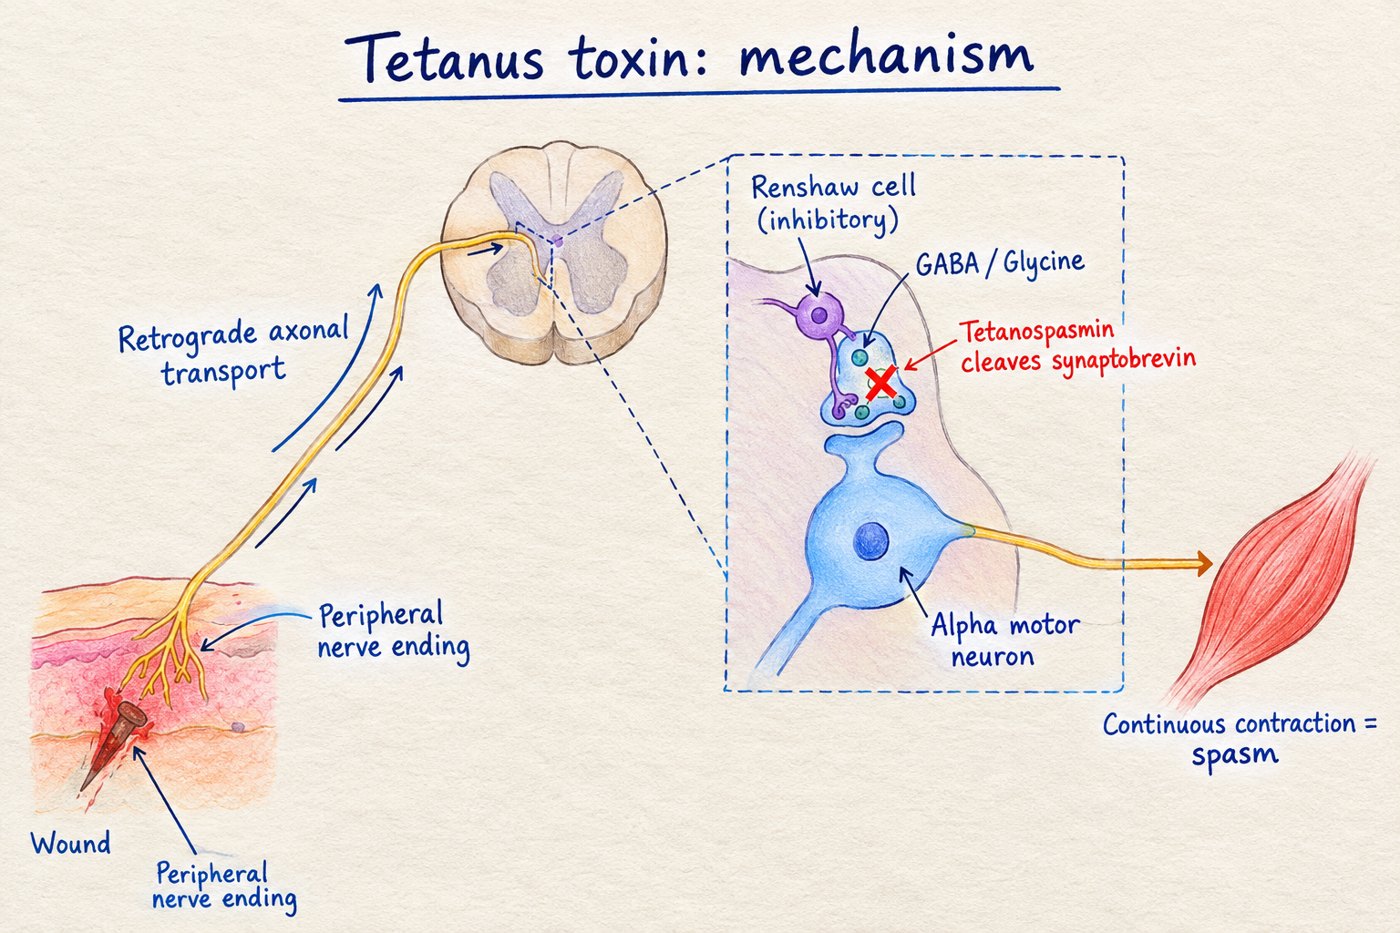 Tetanus toxin: mechanism
Renshaw cell
(inhibitory)
GABA / Glycine
Tetanospasmin
cleaves synaptobrevin
Retrograde axonal
transport
Peripheral
nerve ending
Alpha motor
neuron
Continuous contraction =
spasm
Wound
Peripheral
nerve ending